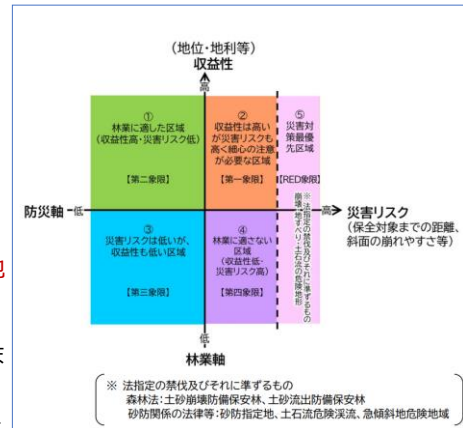 (地位・地利等)
収益性
高
①
林業に適した区域
(収益性高・災害リスク低)
【第二象限】
②
収益性は高い
が災害リスクも
高く細心の注意
が必要な区域
【第一象限】
⑤
災害対
策最優
先区域
【RED象限】
防災軸
低
高
災害リスク
(保全対象までの距離、
斜面の崩れやすさ等)
③
災害リスクは低いが、
収益性も低い区域
【第三象限】
④
林業に適さない
区域
(収益性低・
災害リスク高)
【第四象限】
※法指定の禁伐及びそれに準ずるもの
崩壊・地すべり・土石流の危険地形
低
林業軸
※ 法指定の禁伐及びそれに準ずるもの
森林法:土砂崩壊防備保安林、土砂流出防備保安林
砂防関係の法律等:砂防指定地、土石流危険渓流、急傾斜地危険地域